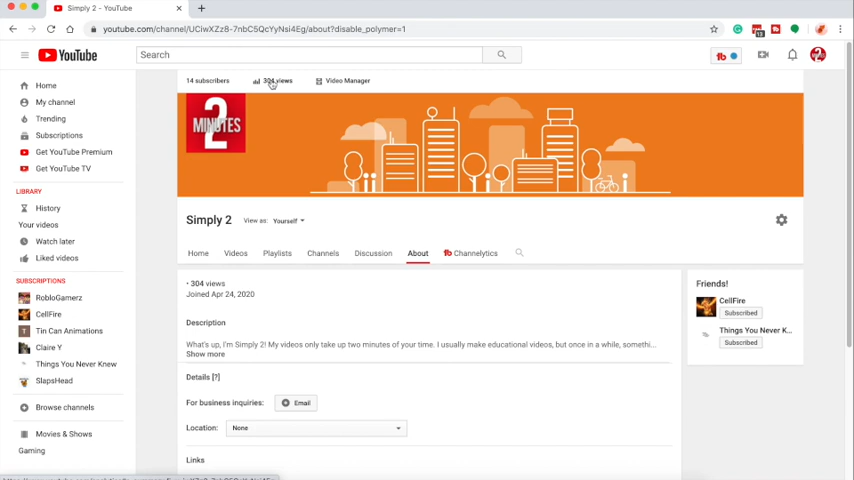 Simply 2 - YouTube
youtube.com/channel/UCiwXZz8-7nbC5QcYyNsi4Eg/about?disable_polymer=1
13
YouTube
Search
fb
2
14 subscribers
304 views
Video Manager
2
MINUTES
Simply 2
View as: Yourself
Home
Videos
Playlists
Channels
Discussion
About
fb Channelytics
Home
My channel
Trending
Subscriptions
Get YouTube Premium
Get YouTube TV
LIBRARY
History
Your videos
Watch later
Liked videos
SUBSCRIPTIONS
RobloGamerz
CellFire
T Tin Can Animations
Claire Y
Things You Never Knew
SlapsHead
Browse channels
Movies & Shows
Gaming
• 304 views
Joined Apr 24, 2020
Description
What's up, I'm Simply 2! My videos only take up two minutes of your time. I usually make educational videos, but once in a while, somethi...
Show more
Details [?]
For business inquiries:
Email
Location:
None
Links
Friends!
CellFire
Subscribed
Things You Never K...
Subscribed